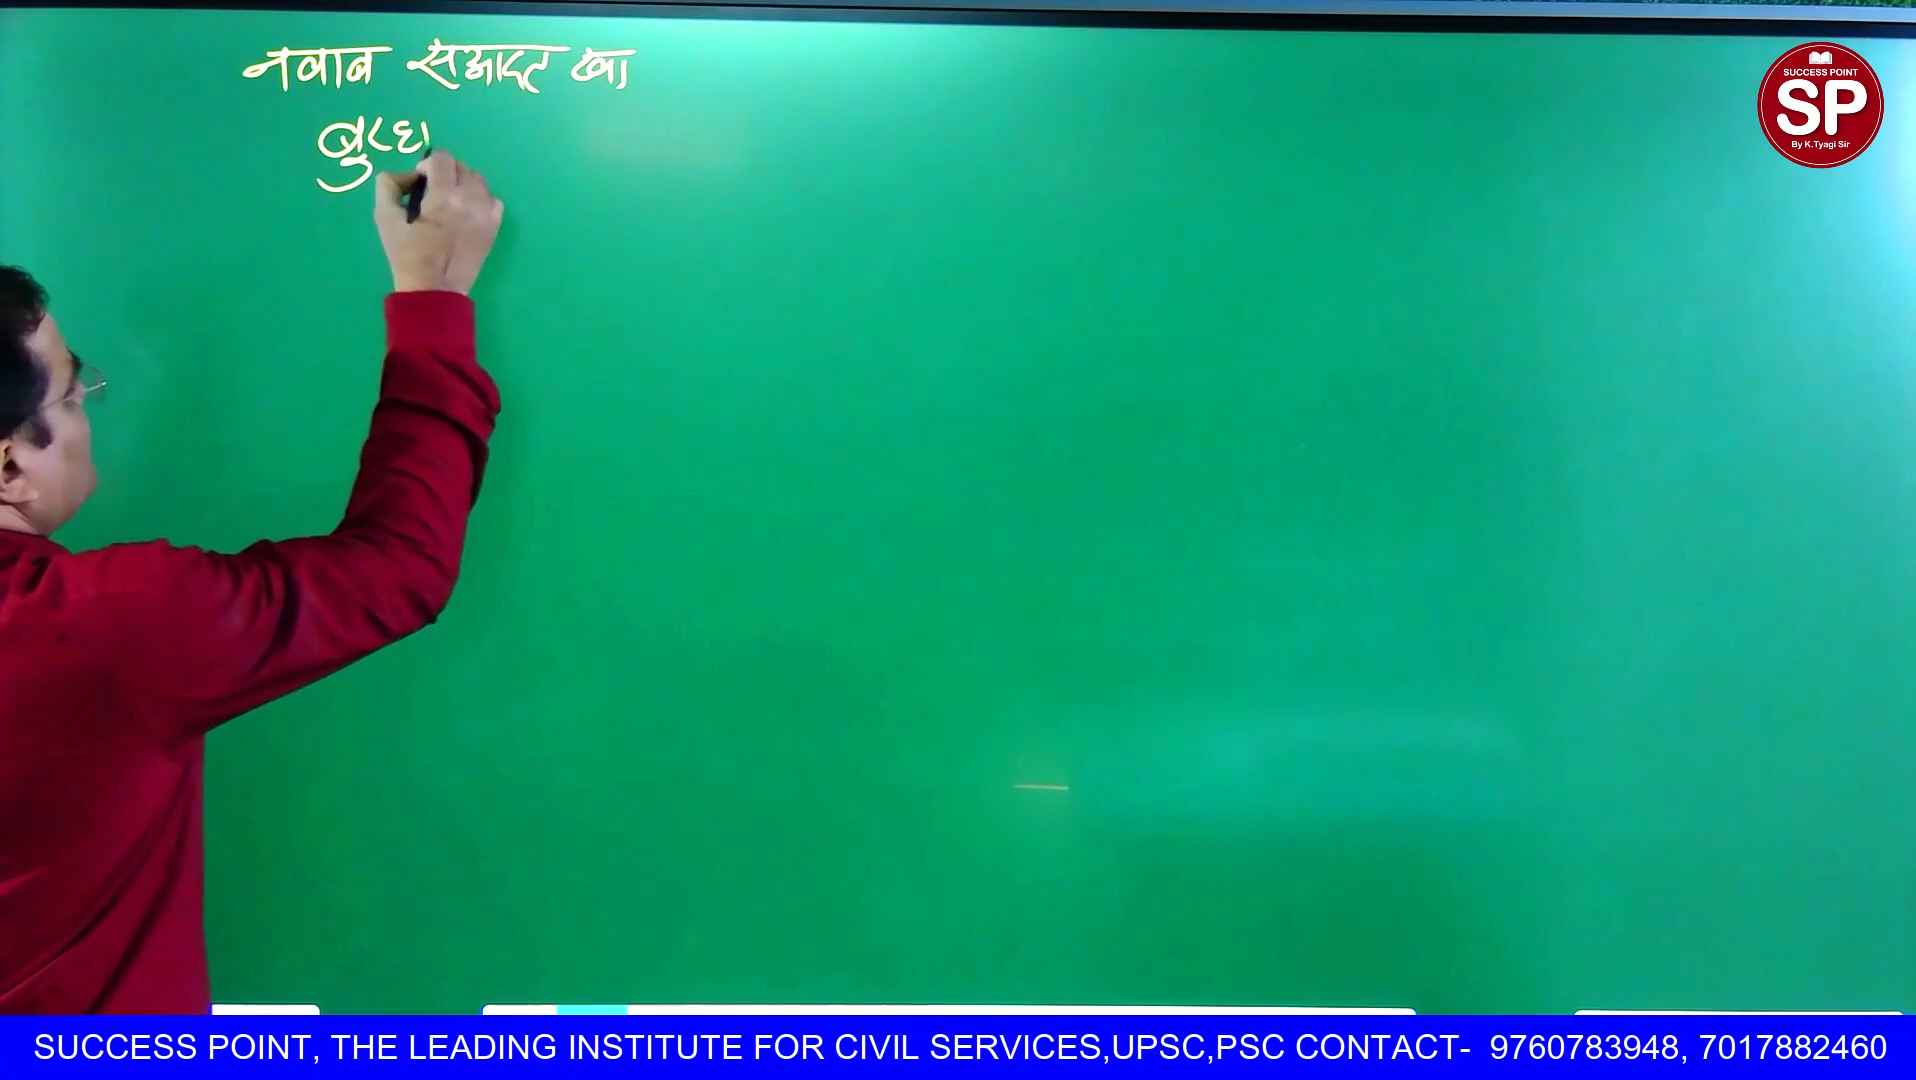 नवाब सआदत खा
बुरहा
SUCCESS POINT
SP
By K.Tyagi Sir
SUCCESS POINT, THE LEADING INSTITUTE FOR CIVIL SERVICES,UPSC,PSC CONTACT- 9760783948, 7017882460